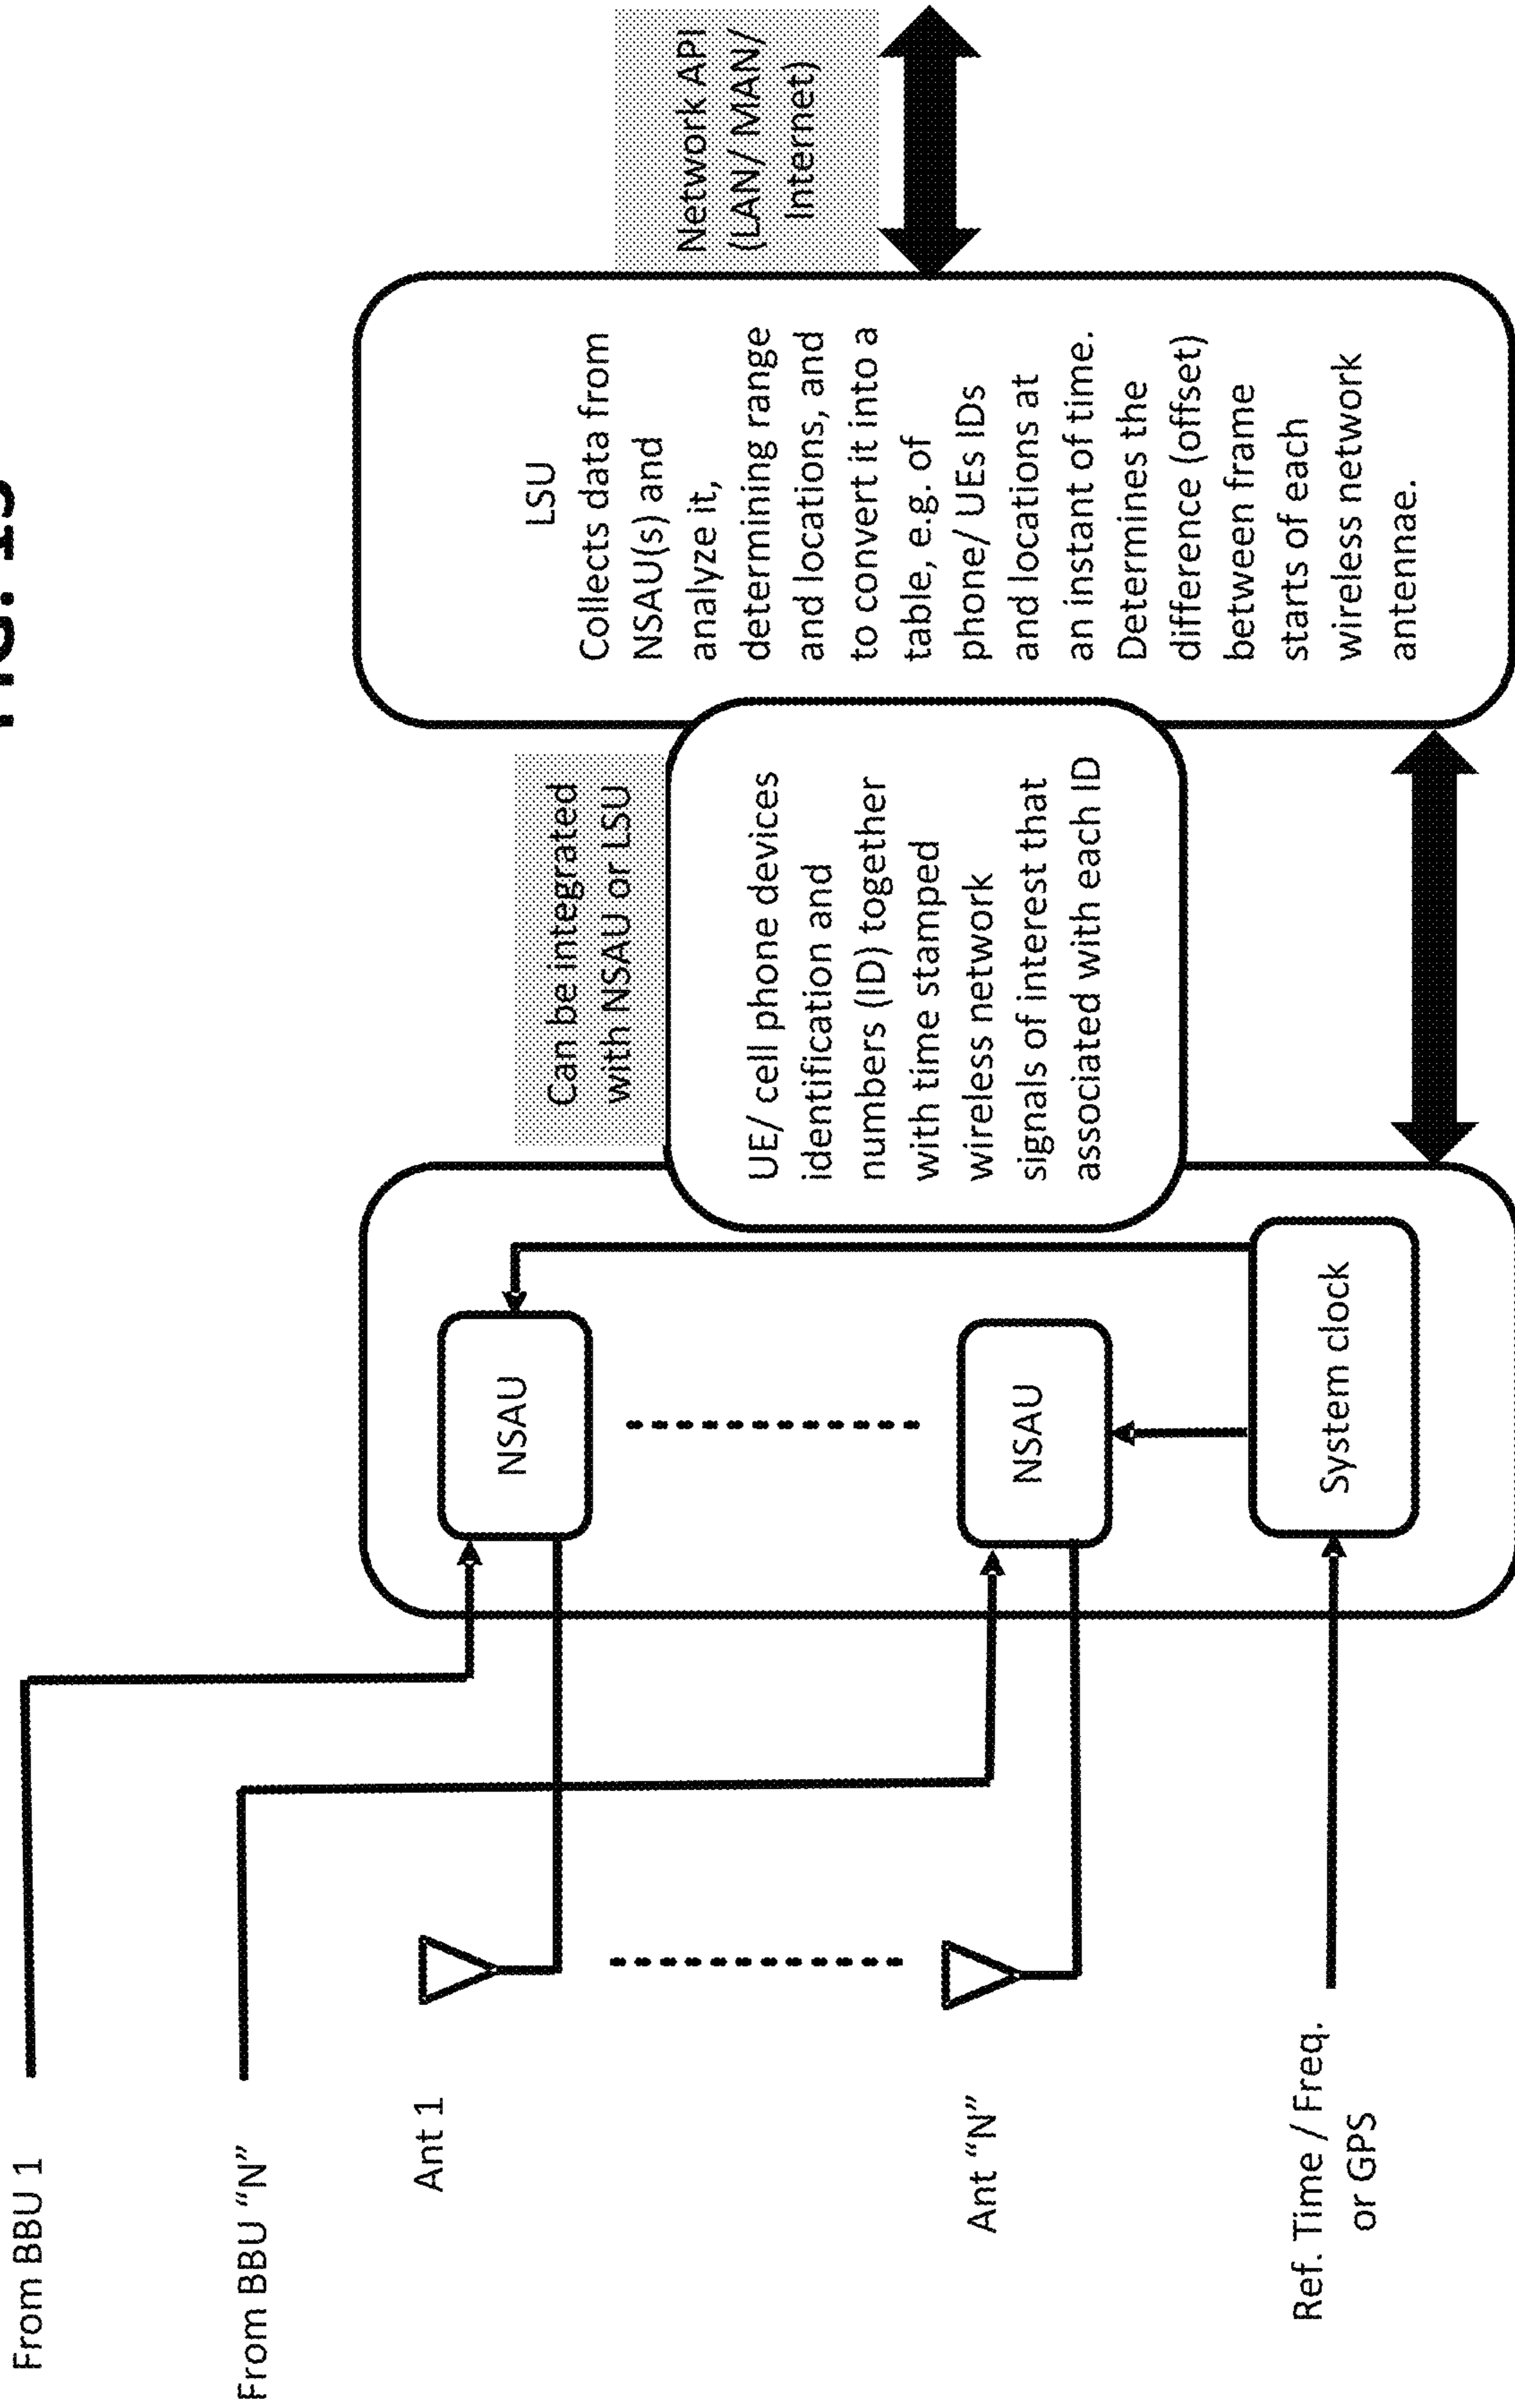 FIG.
From BBU 1
From BBU "N"
Ant 1
Ant "N"
Ref. Time / Freq.
or GPS
NSAU
NSAU
System clock
Can be integrated
with NSAU or LSU
UE/ cell phone devices
identification and
numbers (ID) together
with time stamped
wireless network
signals of interest that
associated with each ID
LSU
Collects data from
NSAU(s) and
analyze it,
determining range
and locations, and
to convert it into a
table, e.g. of
phone/ UEs IDs
and locations at
an instant of time.
Determines the
difference (offset)
between frame
starts of each
wireless network
antennae.
Network API
(LAN/ MAN/
Internet)